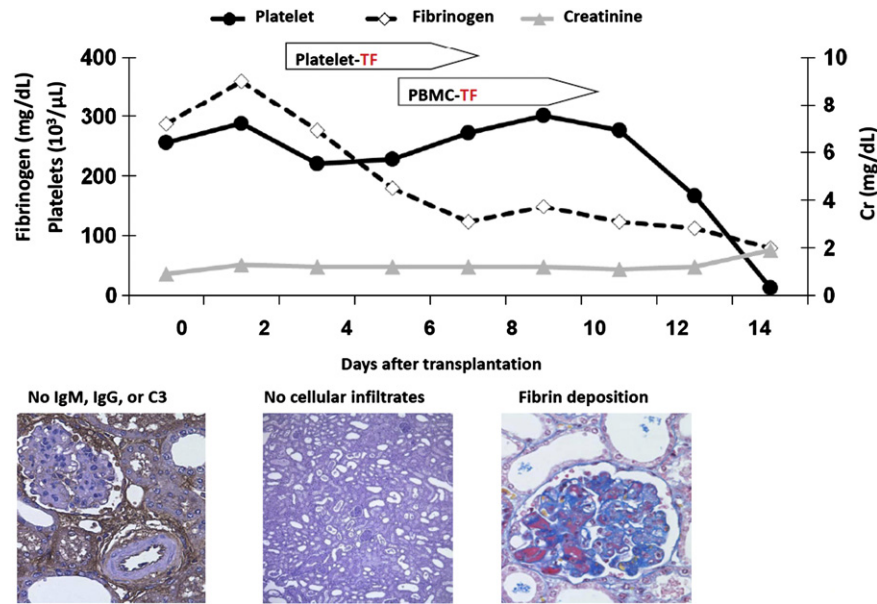 Platelet Fibrinogen Creatinine
Fibrinogen (mg/dL)
Platelets (10³/μL)
400
300
200
100
0
Platelet-TF
PBMC-TF
10
8
6
4
2
0
Cr (mg/dL)
0 2 4 6 8 10 12 14
Days after transplantation
No IgM, IgG, or C3 No cellular infiltrates Fibrin deposition